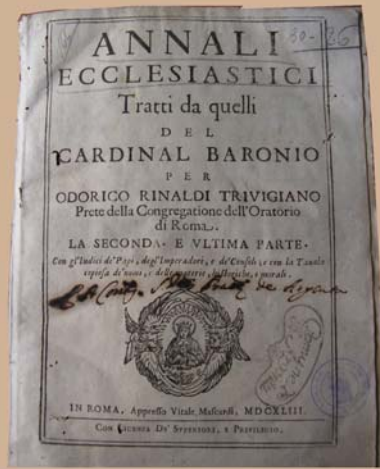 ANNALI
ECCLESIASTICI
Tratti da quelli
DEL
CARDINAL BARONIO
PER
ODORICO RINALDI TRIVIGIANO
Prete della Congregatione dell'Oratorio
di Roma.
LA SECONDA, E VLTIMA PARTE.
Con gl'Indici de' Papi, degl'Imperadori, e de' Consoli, e con la Tauola
copiosa de' nomi, e delle materie, historiche, e morali.
IN ROMA, Appresso Vitale Mascardi, MDCXLIII.
CON LICENZA DE' SVPERIORI, E PRIVILEGIO.